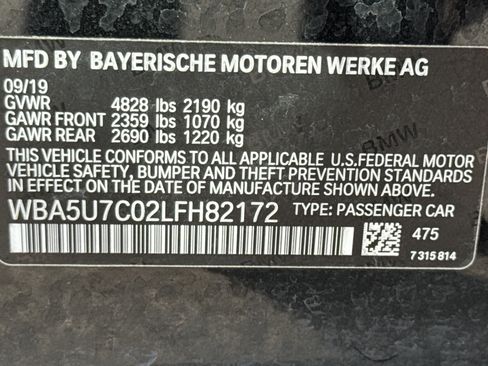 MFD BY BAYERISCHE MOTOREN WERKE AG
09/19
GVWR 4828 lbs 2190 kg
GAWR FRONT 2359 lbs 1070 kg
GAWR REAR 2690 lbs 1220 kg
THIS VEHICLE CONFORMS TO ALL APPLICABLE U.S.FEDERAL MOTOR
VEHICLE SAFETY, BUMPER AND THEFT PREVENTION STANDARDS
IN EFFECT ON THE DATE OF MANUFACTURE SHOWN ABOVE.
WBA5U7C02LFH82172 TYPE: PASSENGER CAR
475
7 315 814
BMW